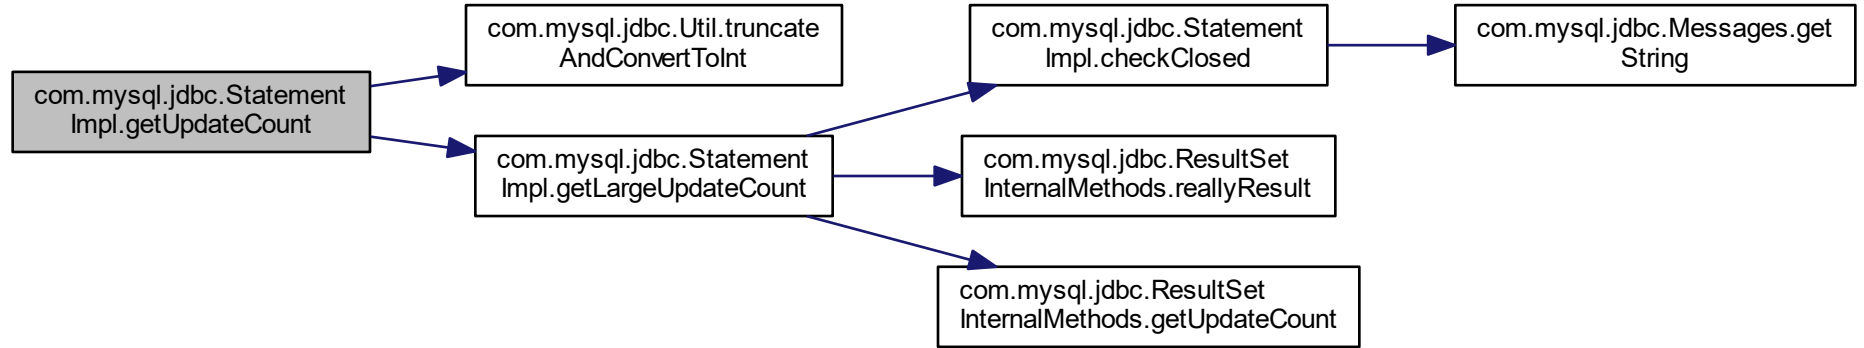 com.mysql.jdbc.Statement
Impl.getUpdateCount
com.mysql.jdbc.Util.truncate
AndConvertToInt
com.mysql.jdbc.Statement
Impl.getLargeUpdateCount
com.mysql.jdbc.Statement
Impl.checkClosed
com.mysql.jdbc.Messages.get
String
com.mysql.jdbc.ResultSet
InternalMethods.reallyResult
com.mysql.jdbc.ResultSet
InternalMethods.getUpdateCount